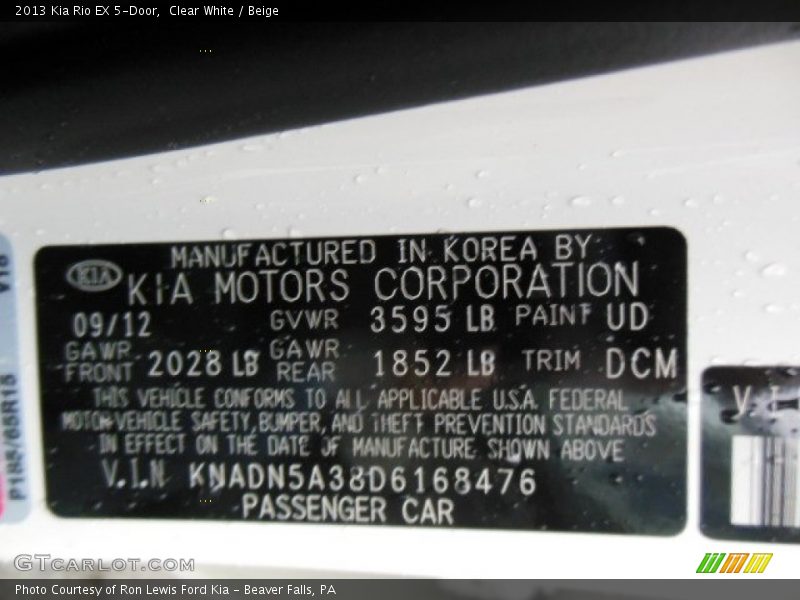 2013 Kia Rio EX 5-Door,  Clear White / Beige
MANUFACTURED IN KOREA BY
KIA KIA MOTORS CORPORATION
09/12 GVWR 3595 LB PAINT UD
GAWR FRONT 2028 LB GAWR REAR 1852 LB TRIM DCM
THIS VEHICLE CONFORMS TO ALL APPLICABLE U.S.A. FEDERAL
MOTOR VEHICLE SAFETY, BUMPER, AND THEFT PREVENTION STANDARDS
IN EFFECT ON THE DATE OF MANUFACTURE SHOWN ABOVE
V.I.N KNADN5A38D6168476
PASSENGER CAR
P185/65R15
GTCarLot.com
Photo Courtesy of Ron Lewis Ford Kia - Beaver Falls, PA